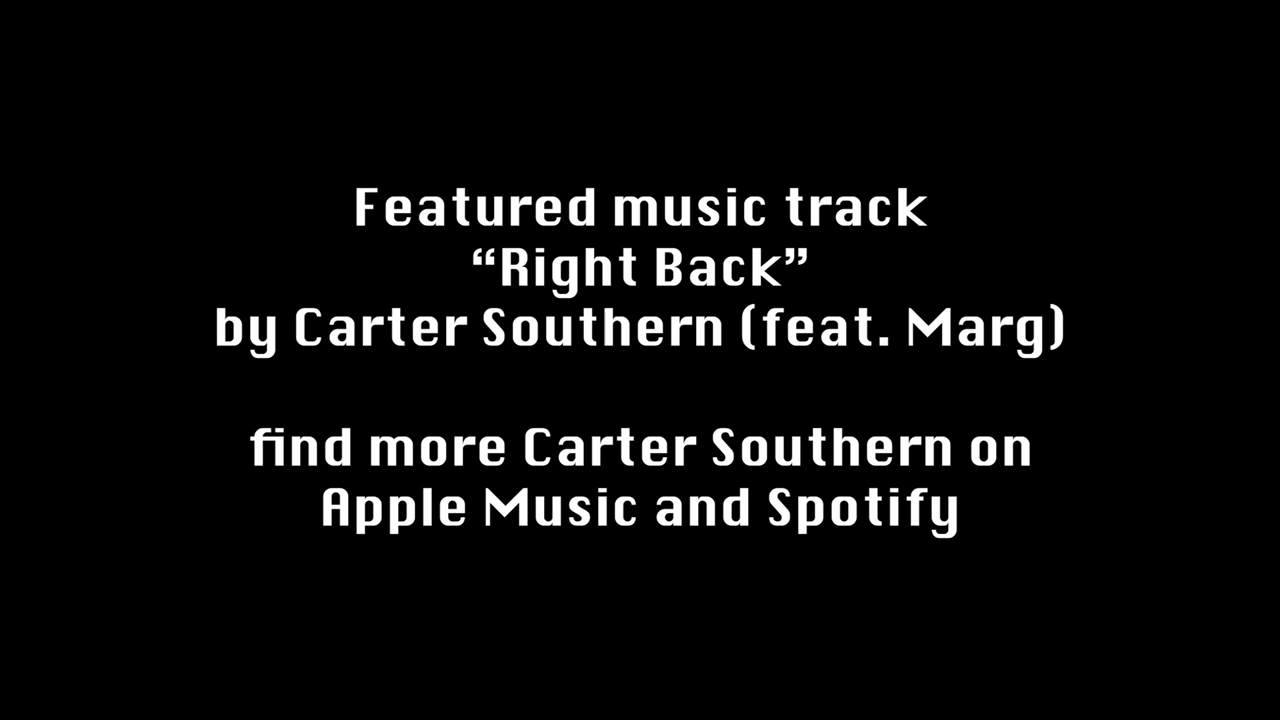 Featured music track
“Right Back”
by Carter Southern (feat. Marg)
find more Carter Southern on
Apple Music and Spotify